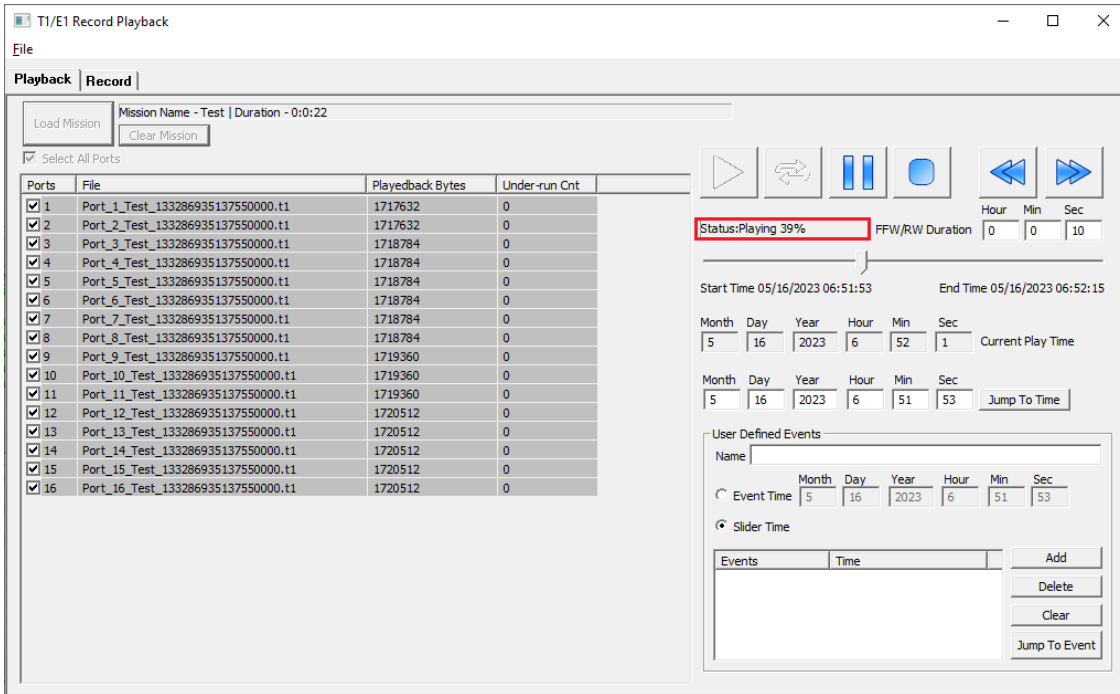 T1/E1 Record Playback
File
Playback Record
Load Mission
Mission Name - Test | Duration - 0:0:22
Clear Mission
Select All Ports
Ports File Playedback Bytes Under-run Cnt
1 Port_1_Test_133286935137550000.t1 1717632 0
2 Port_2_Test_133286935137550000.t1 1717632 0
3 Port_3_Test_133286935137550000.t1 1718784 0
4 Port_4_Test_133286935137550000.t1 1718784 0
5 Port_5_Test_133286935137550000.t1 1718784 0
6 Port_6_Test_133286935137550000.t1 1718784 0
7 Port_7_Test_133286935137550000.t1 1718784 0
8 Port_8_Test_133286935137550000.t1 1718784 0
9 Port_9_Test_133286935137550000.t1 1719360 0
10 Port_10_Test_133286935137550000.t1 1719360 0
11 Port_11_Test_133286935137550000.t1 1719360 0
12 Port_12_Test_133286935137550000.t1 1720512 0
13 Port_13_Test_133286935137550000.t1 1720512 0
14 Port_14_Test_133286935137550000.t1 1720512 0
15 Port_15_Test_133286935137550000.t1 1720512 0
16 Port_16_Test_133286935137550000.t1 1720512 0
Hour Min Sec
Status:Playing 39% FFW/RW Duration 0 0 10
Start Time 05/16/2023 06:51:53 End Time 05/16/2023 06:52:15
Month Day Year Hour Min Sec
5 16 2023 6 52 1 Current Play Time
Month Day Year Hour Min Sec
5 16 2023 6 51 53 Jump To Time
User Defined Events
Name
Month Day Year Hour Min Sec
Event Time 5 16 2023 6 51 53
Slider Time
Events Time
Add
Delete
Clear
Jump To Event